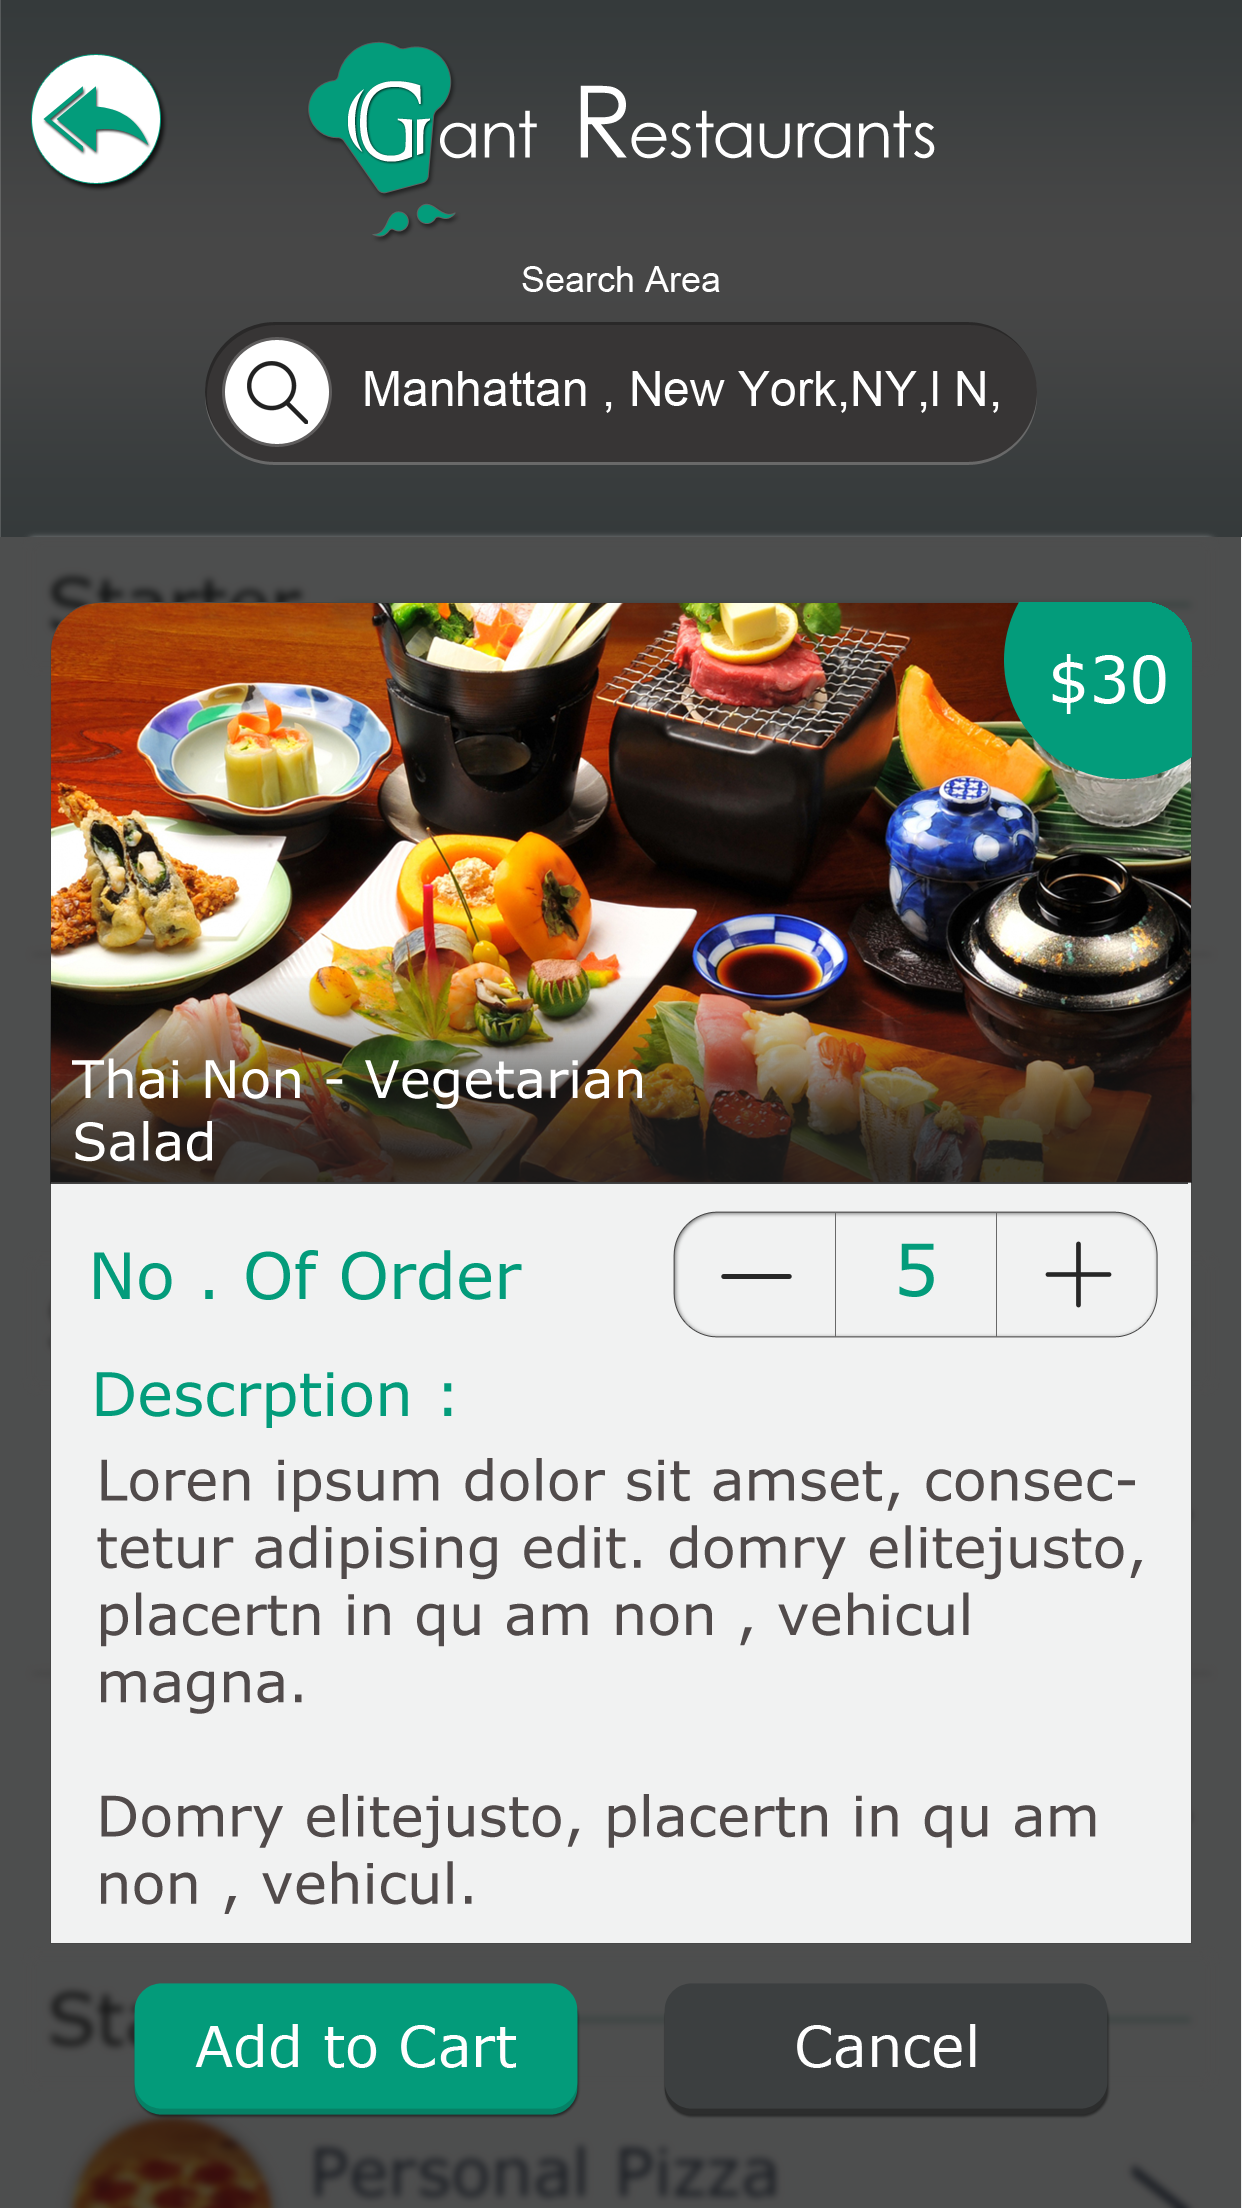 Grant Restaurants
Search Area
Manhattan , New York,NY,I N,
Starter
$30
Thai Non - Vegetarian
Salad
No . Of Order
5
Descrption :
Loren ipsum dolor sit amset, consec-
tetur adipising edit. domry elitejusto,
placertn in qu am non , vehicul
magna.
Domry elitejusto, placertn in qu am
non , vehicul.
Add to Cart
Cancel
Personal Pizza